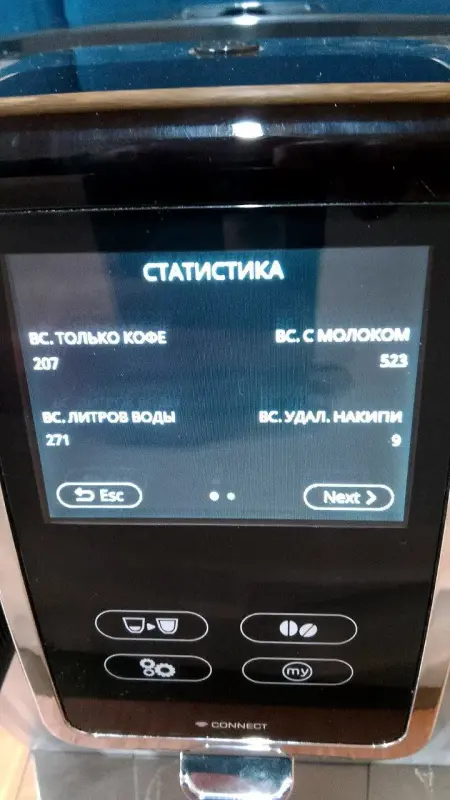 СТАТИСТИКА
ВС. ТОЛЬКО КОФЕ
207
ВС. С МОЛОКОМ
523
ВС. ЛИТРОВ ВОДЫ
271
ВС. УДАЛ. НАКИПИ
9
Esc
Next
my
CONNECT